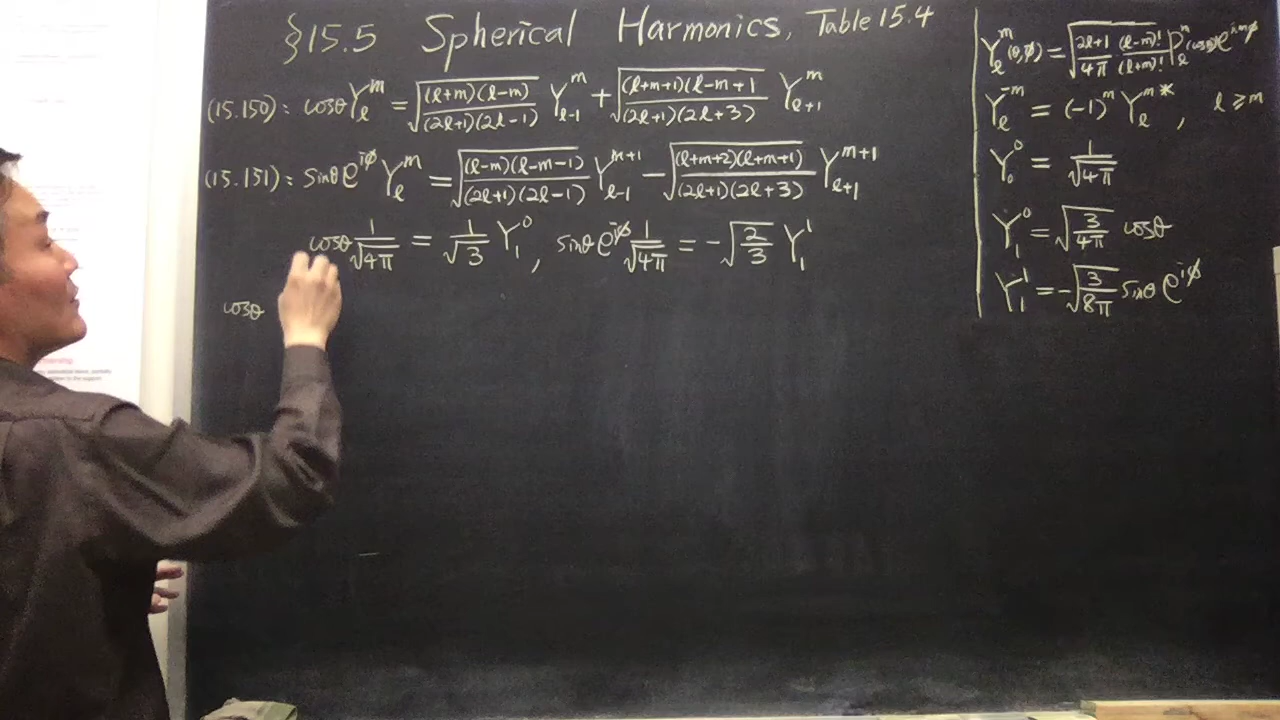 §15.5 Spherical Harmonics, Table 15.4
(15.150): cosθ Y_l^m = √((l+m)(l-m)/(2l+1)(2l-1)) Y_{l-1}^m + √((l+m+1)(l-m+1/(2l+1)(2l+3)) Y_{l+1}^m
(15.151): sinθ e^{iφ} Y_l^m = √((l-m)(l-m-1)/(2l+1)(2l-1)) Y_{l-1}^{m+1} - √((l+m+2)(l+m+1)/(2l+1)(2l+3)) Y_{l+1}^{m+1}
cosθ 1/√4π = 1/√3 Y_1^0, sinθ e^{iφ} 1/√4π = -√(2/3) Y_1^1
cosθ
Y_l^m(θ,φ) = √(2l+1/4π (l-m)!/(l+m)!) P_l^m(cosθ) e^{imφ}
Y_l^{-m} = (-1)^m Y_l^{m*}, l ≥ m
Y_0^0 = 1/√4π
Y_1^0 = √(3/4π) cosθ
Y_1^1 = -√(3/8π) sinθ e^{iφ}